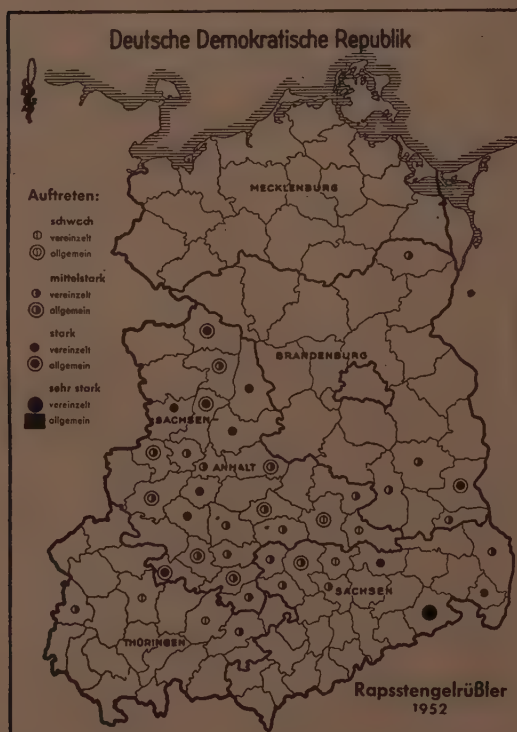 Deutsche Demokratische Republik
MECKLENBURG
Auftreten:
schwach
vereinzelt
allgemein
mittelstark
vereinzelt
allgemein
stark
vereinzelt
allgemein
sehr stark
vereinzelt
allgemein
BRANDENBURG
SACHSEN
ANHALT
SACHSEN
THÜRINGEN
Rapsstengelrüßler
1952